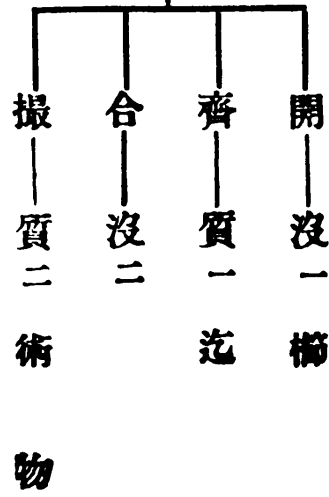 開 沒一 櫛
齊 質一 迄
合 沒二
撮 質二 術 物